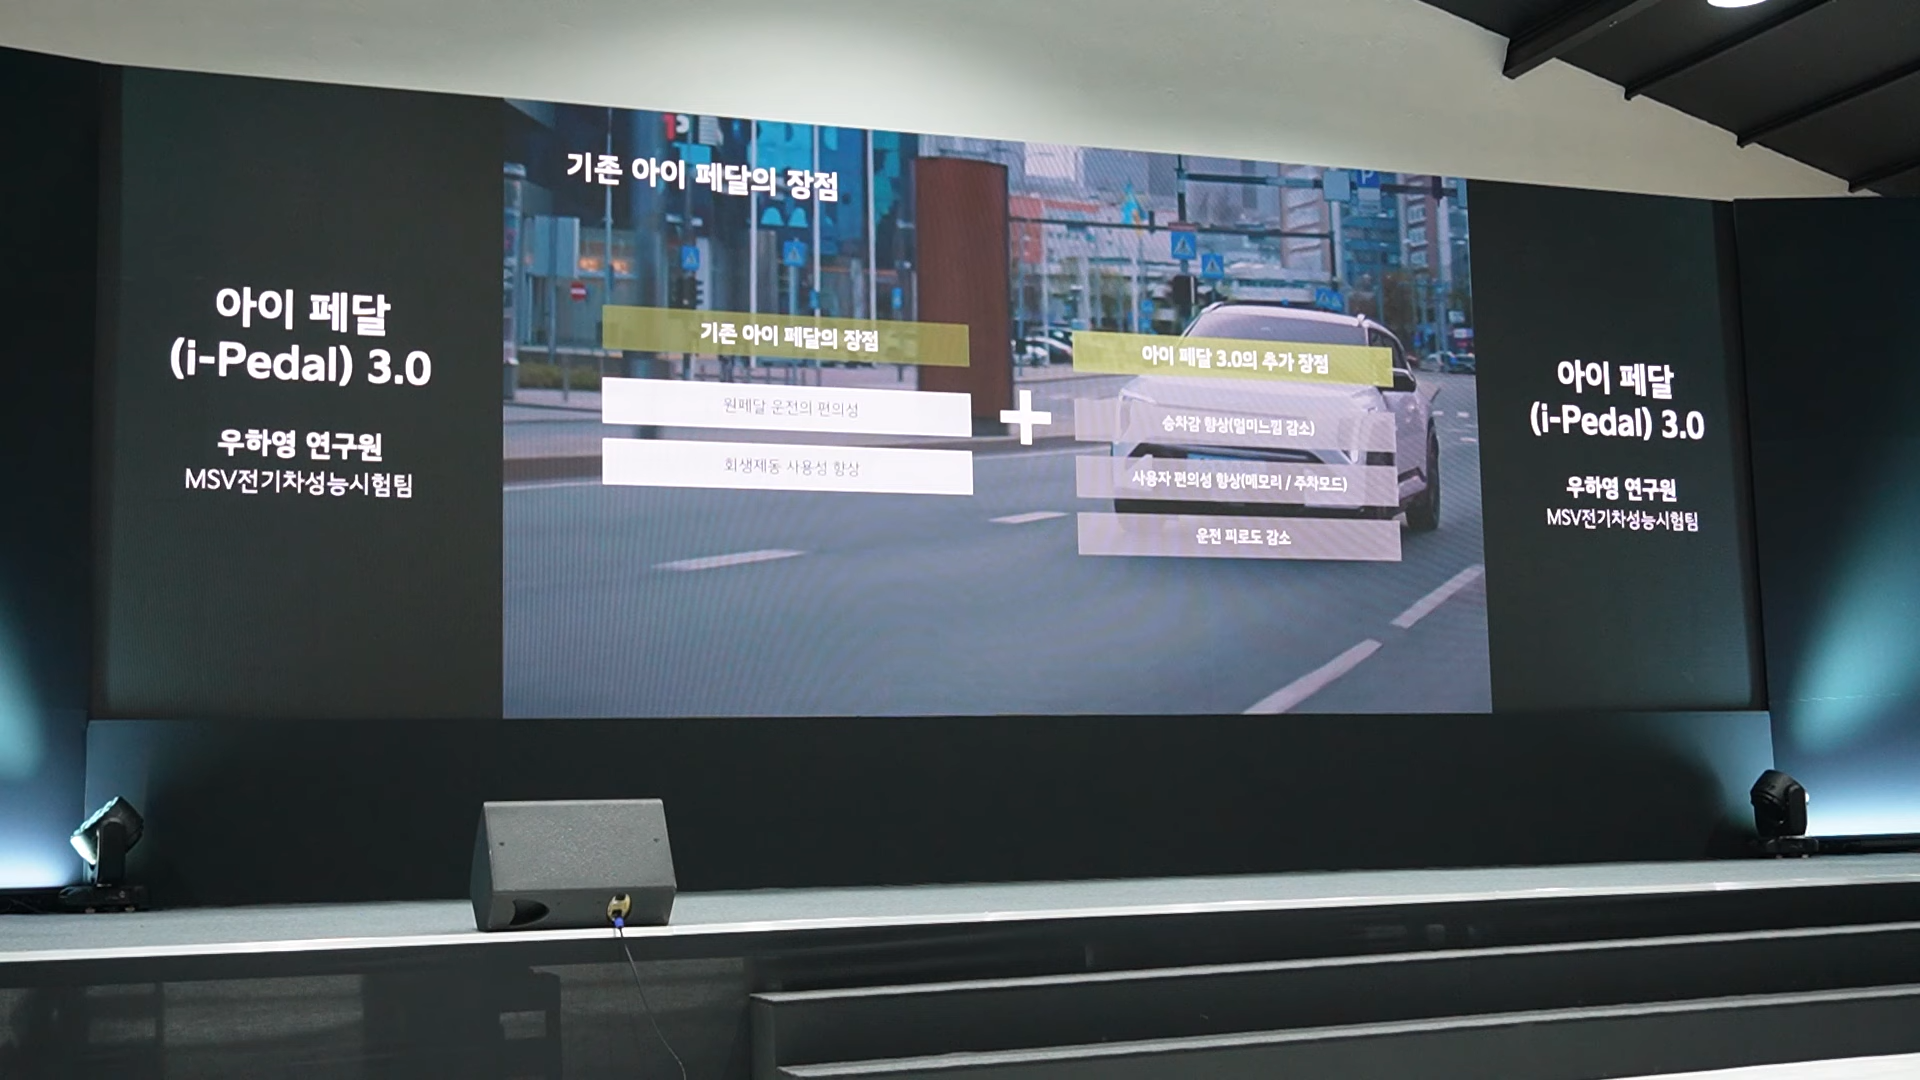 아이 페달
(i-Pedal) 3.0
우하영 연구원
MSV전기차성능시험팀
기존 아이 페달의 장점
기존 아이 페달의 장점
원페달 운전의 편의성
회생제동 사용성 향상
+
아이 페달 3.0의 추가 장점
승차감 향상(멀미느낌 감소)
사용자 편의성 향상(메모리 / 주차모드)
운전 피로도 감소
P
아이 페달
(i-Pedal) 3.0
우하영 연구원
MSV전기차성능시험팀